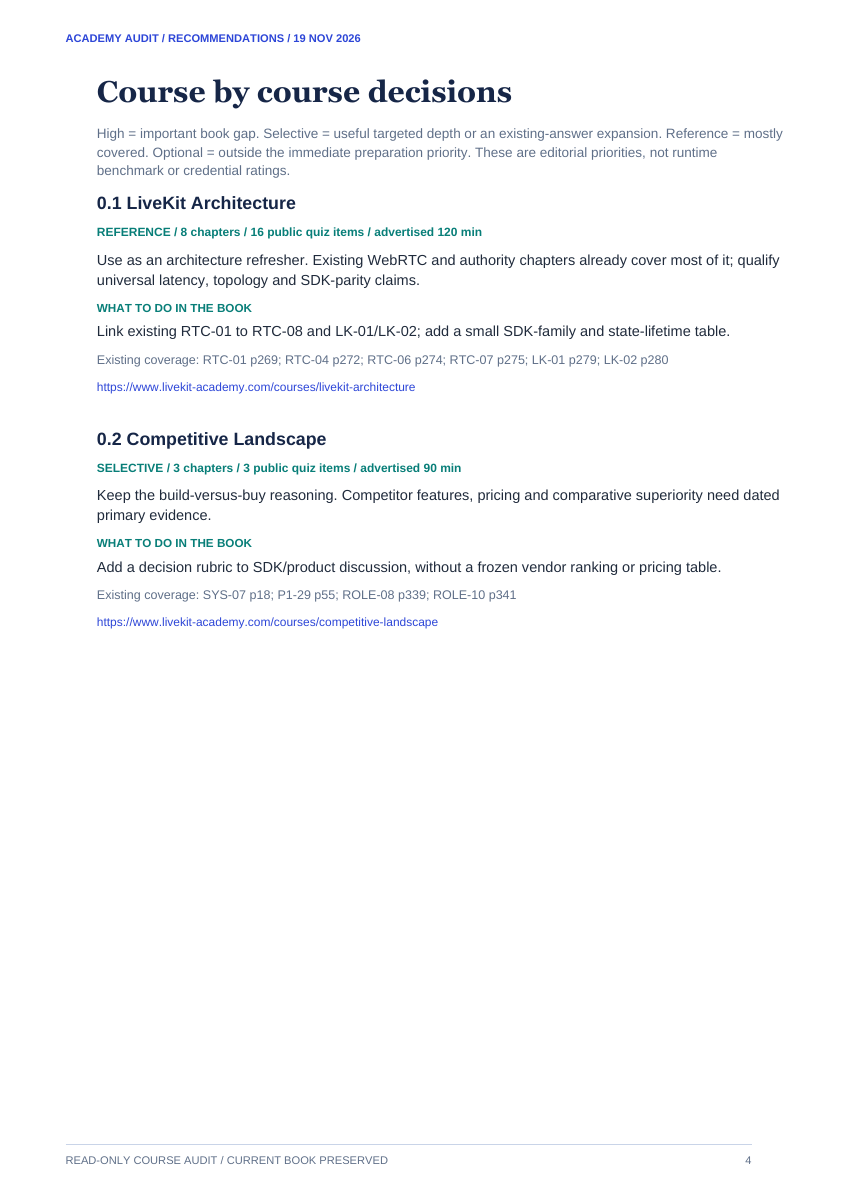 ACADEMY AUDIT / RECOMMENDATIONS / 19 NOV 2026
Course by course decisions
High = important book gap. Selective = useful targeted depth or an existing-answer expansion. Reference = mostly
covered. Optional = outside the immediate preparation priority. These are editorial priorities, not runtime
benchmark or credential ratings.
0.1 LiveKit Architecture
REFERENCE / 8 chapters / 16 public quiz items / advertised 120 min
Use as an architecture refresher. Existing WebRTC and authority chapters already cover most of it; qualify
universal latency, topology and SDK-parity claims.
WHAT TO DO IN THE BOOK
Link existing RTC-01 to RTC-08 and LK-01/LK-02; add a small SDK-family and state-lifetime table.
Existing coverage: RTC-01 p269; RTC-04 p272; RTC-06 p274; RTC-07 p275; LK-01 p279; LK-02 p280
https://www.livekit-academy.com/courses/livekit-architecture
0.2 Competitive Landscape
SELECTIVE / 3 chapters / 3 public quiz items / advertised 90 min
Keep the build-versus-buy reasoning. Competitor features, pricing and comparative superiority need dated
primary evidence.
WHAT TO DO IN THE BOOK
Add a decision rubric to SDK/product discussion, without a frozen vendor ranking or pricing table.
Existing coverage: SYS-07 p18; P1-29 p55; ROLE-08 p339; ROLE-10 p341
https://www.livekit-academy.com/courses/competitive-landscape
READ-ONLY COURSE AUDIT / CURRENT BOOK PRESERVED
4